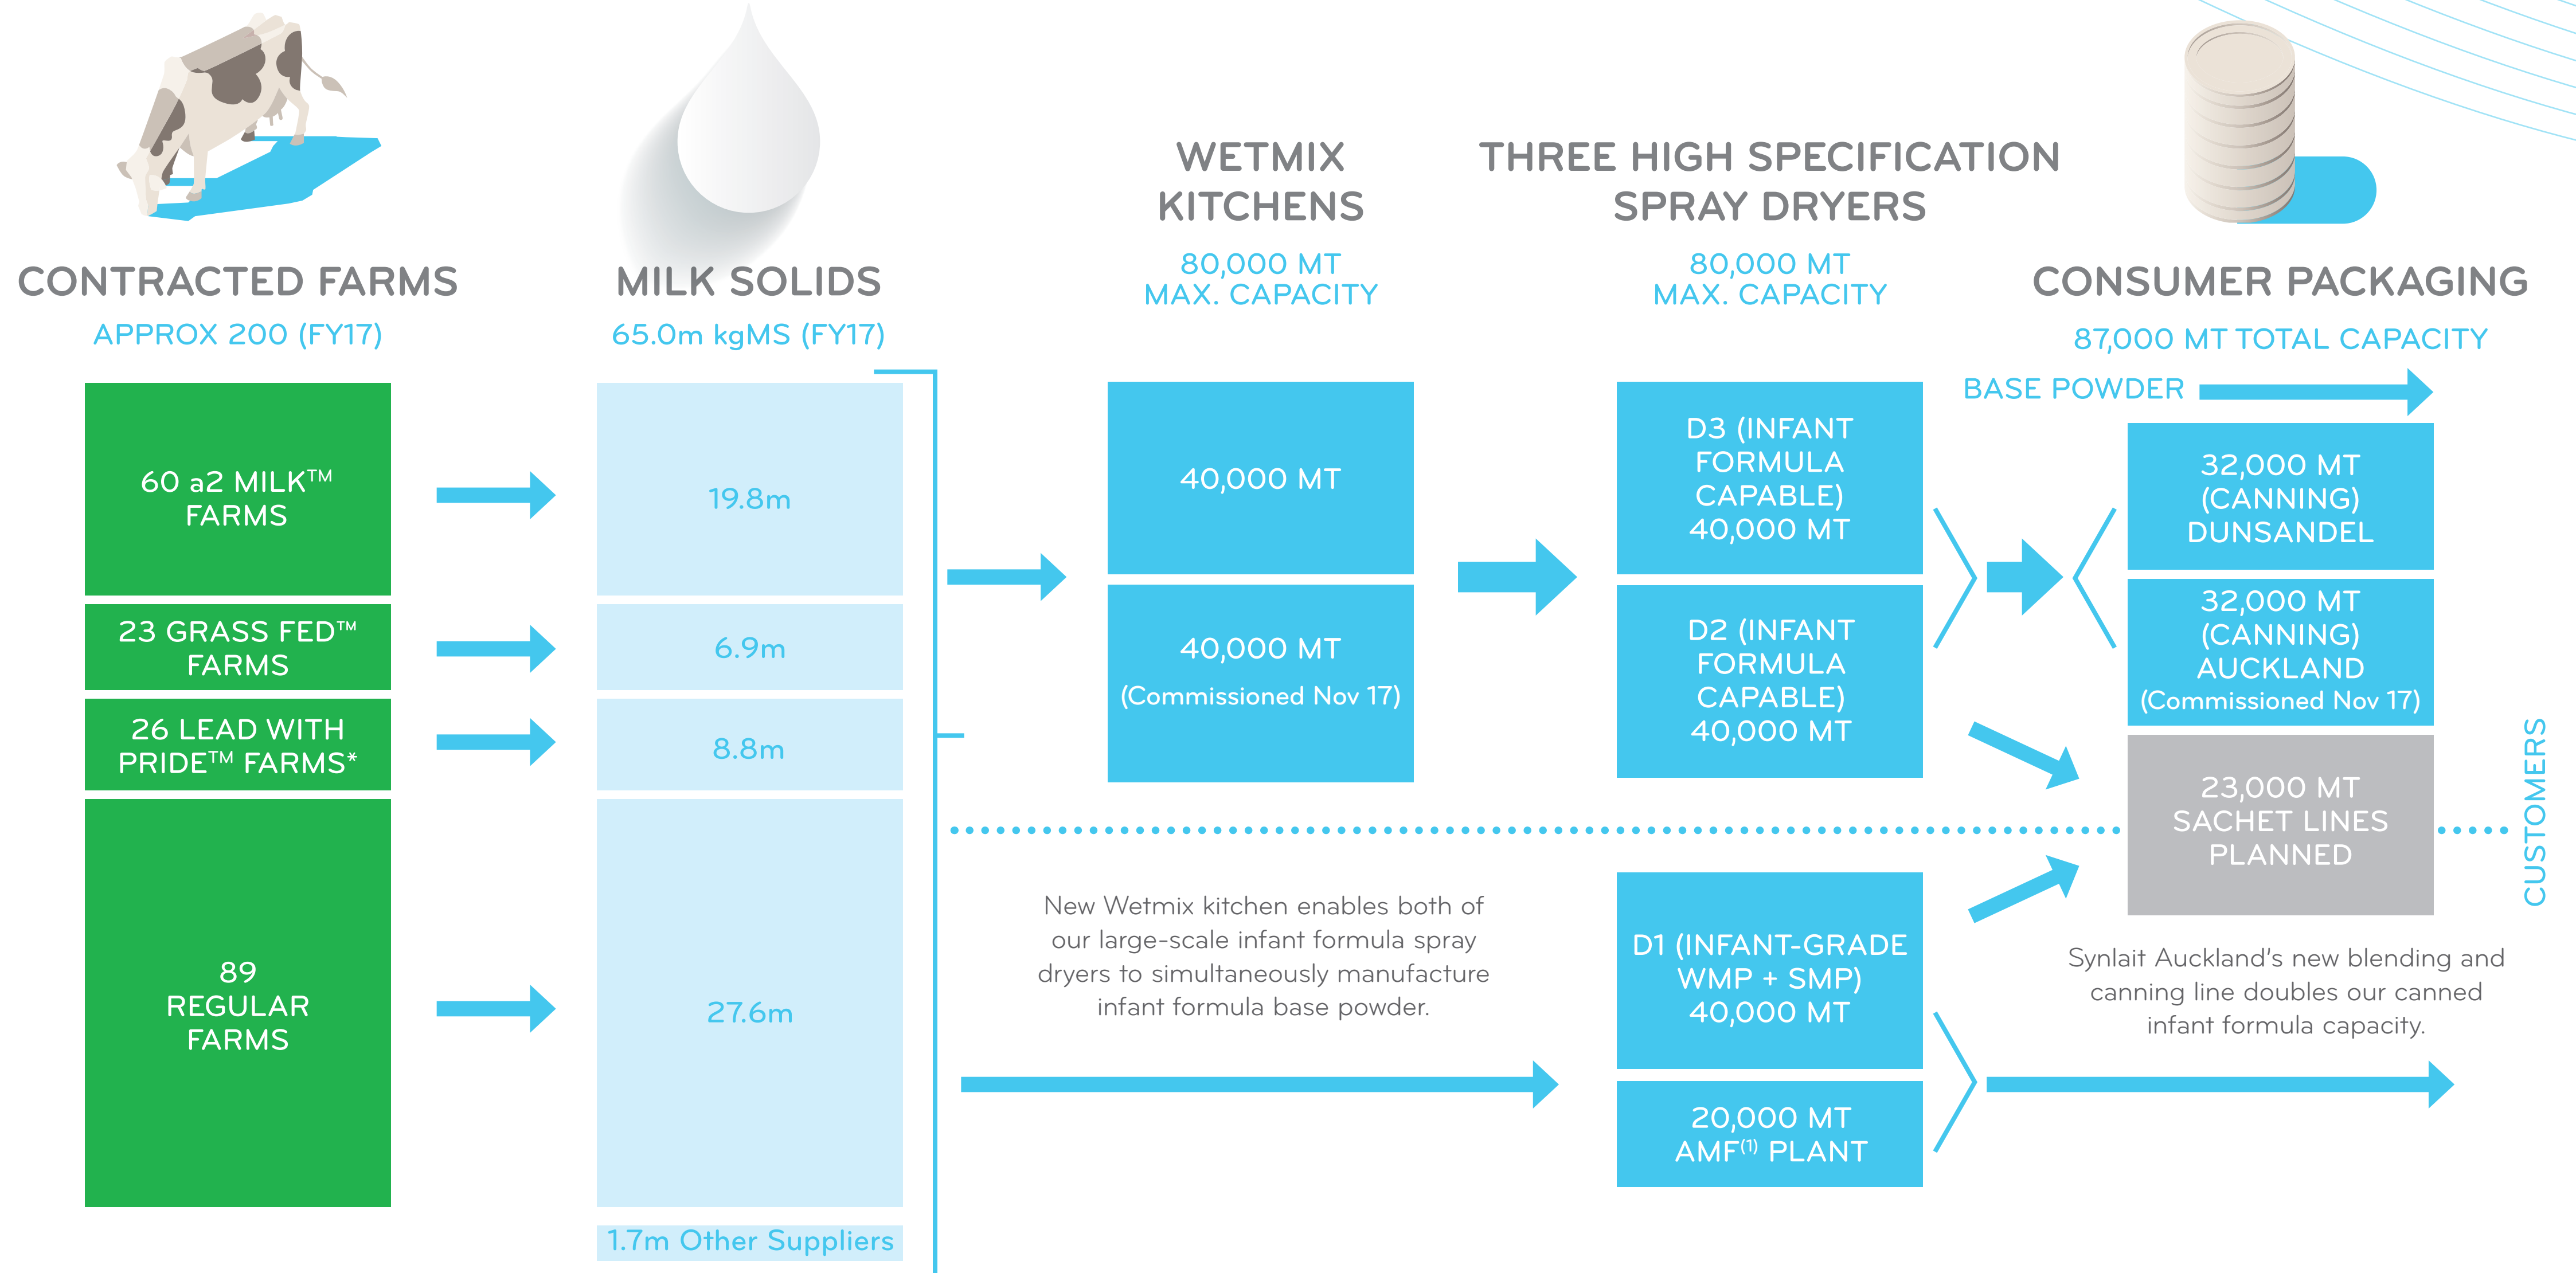 CONTRACTED FARMS
APPROX 200 (FY17)
60 a2 MILK™
FARMS
23 GRASS FED™
FARMS
26 LEAD WITH
PRIDE™ FARMS*
89
REGULAR
FARMS
MILK SOLIDS
65.0m kgMS (FY17)
19.8m
6.9m
8.8m
27.6m
1.7m Other Suppliers
WETMIX
KITCHENS
80,000 MT
MAX. CAPACITY
40,000 MT
40,000 MT
(Commissioned Nov 17)
New Wetmix kitchen enables both of
our large-scale infant formula spray
dryers to simultaneously manufacture
infant formula base powder.
THREE HIGH SPECIFICATION
SPRAY DRYERS
80,000 MT
MAX. CAPACITY
D3 (INFANT
FORMULA
CAPABLE)
40,000 MT
D2 (INFANT
FORMULA
CAPABLE)
40,000 MT
D1 (INFANT-GRADE
WMP + SMP)
40,000 MT
20,000 MT
AMF(1) PLANT
CONSUMER PACKAGING
87,000 MT TOTAL CAPACITY
BASE POWDER
32,000 MT
(CANNING)
DUNSANDEL
32,000 MT
(CANNING)
AUCKLAND
(Commissioned Nov 17)
23,000 MT
SACHET LINES
PLANNED
Synlait Auckland's new blending and
canning line doubles our canned
infant formula capacity.
CUSTOMERS